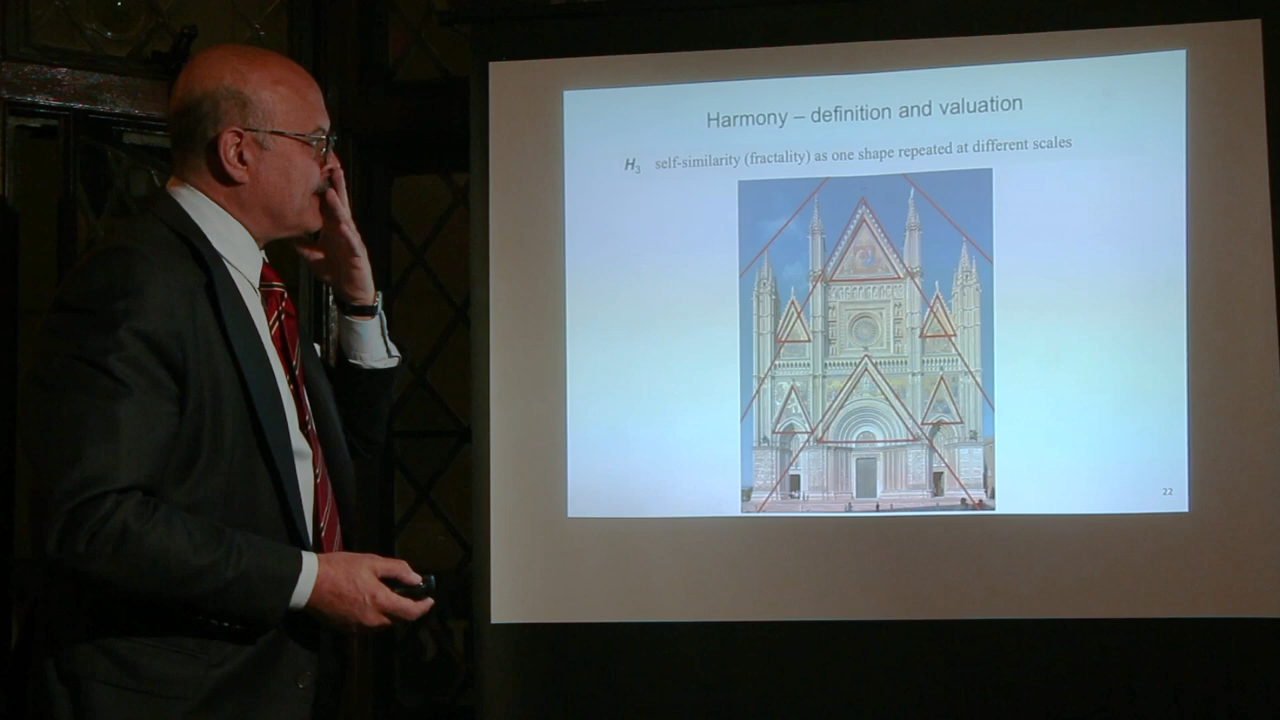 Harmony – definition and valuation
H3 self-similarity (fractality) as one shape repeated at different scales
22